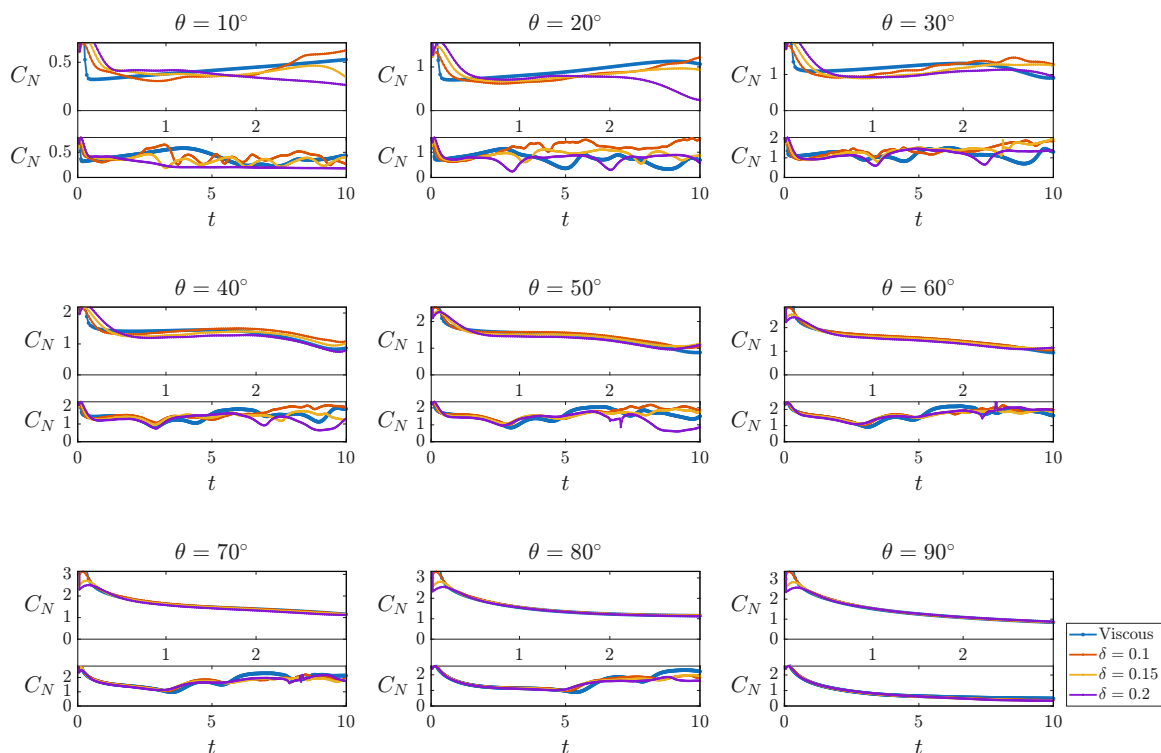 θ = 10° θ = 20° θ = 30°
C_N 0.5 0 C_N 1 0 C_N 1 0
1 2 1 2 1 2
C_N 0.5 0 C_N 1 0 C_N 2 1 0
0 5 10 0 5 10 0 5 10
t t t
θ = 40° θ = 50° θ = 60°
C_N 2 1 0 C_N 2 1 0 C_N 2 1 0
1 2 1 2 1 2
C_N 2 1 0 C_N 2 1 0 C_N 2 1 0
0 5 10 0 5 10 0 5 10
t t t
θ = 70° θ = 80° θ = 90°
C_N 3 2 1 0 C_N 3 2 1 0 C_N 3 2 1 0
1 2 1 2 1 2
C_N 2 1 0 C_N 2 1 0 C_N 2 1 0
0 5 10 0 5 10 0 5 10
t t t
Viscous
δ = 0.1
δ = 0.15
δ = 0.2